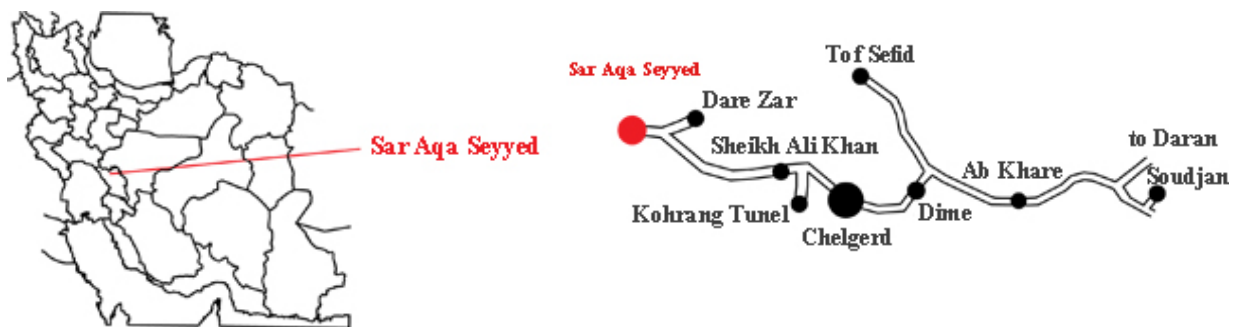 Sar Aqa Seyyed
Tof Sefid
Sar Aqa Seyyed
Dare Zar
to Daran
Sheikh Ali Khan
Ab Khare
Soudjan
Kohrang Tunel
Dime
Chelgerd